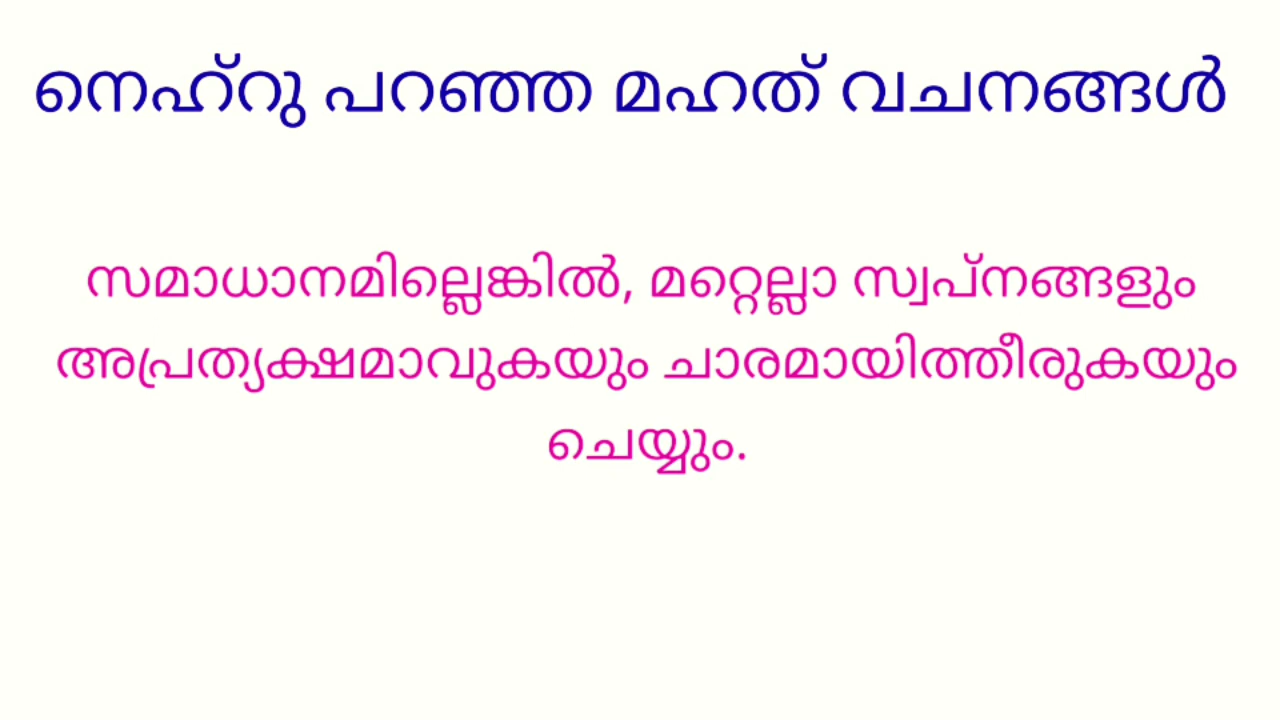 നെഹ്റു പറഞ്ഞ മഹത് വചനങ്ങൾ
സമാധാനമില്ലെങ്കിൽ, മറ്റെല്ലാ സ്വപ്നങ്ങളും
അപ്രത്യക്ഷമാവുകയും ചാരമായിത്തീരുകയും
ചെയ്യും.